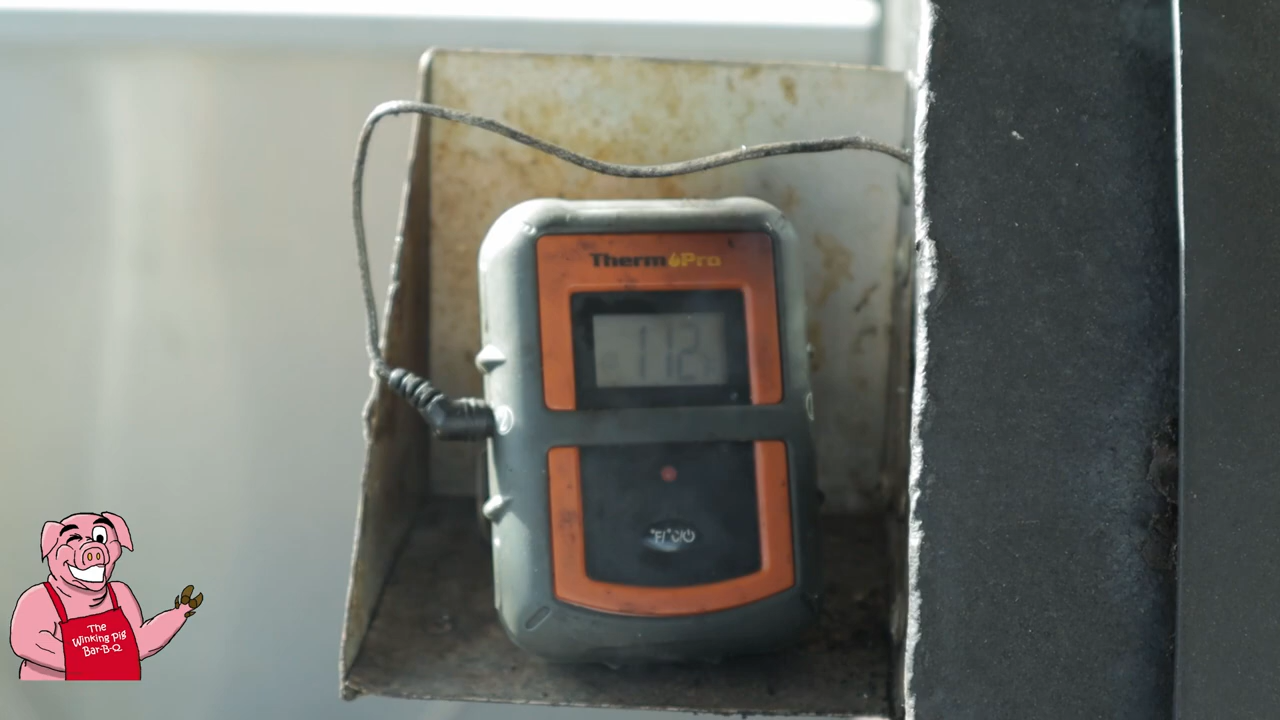 ThermoPro
112
°F/°C/⏻
The
Winking Pig
Bar-B-Q